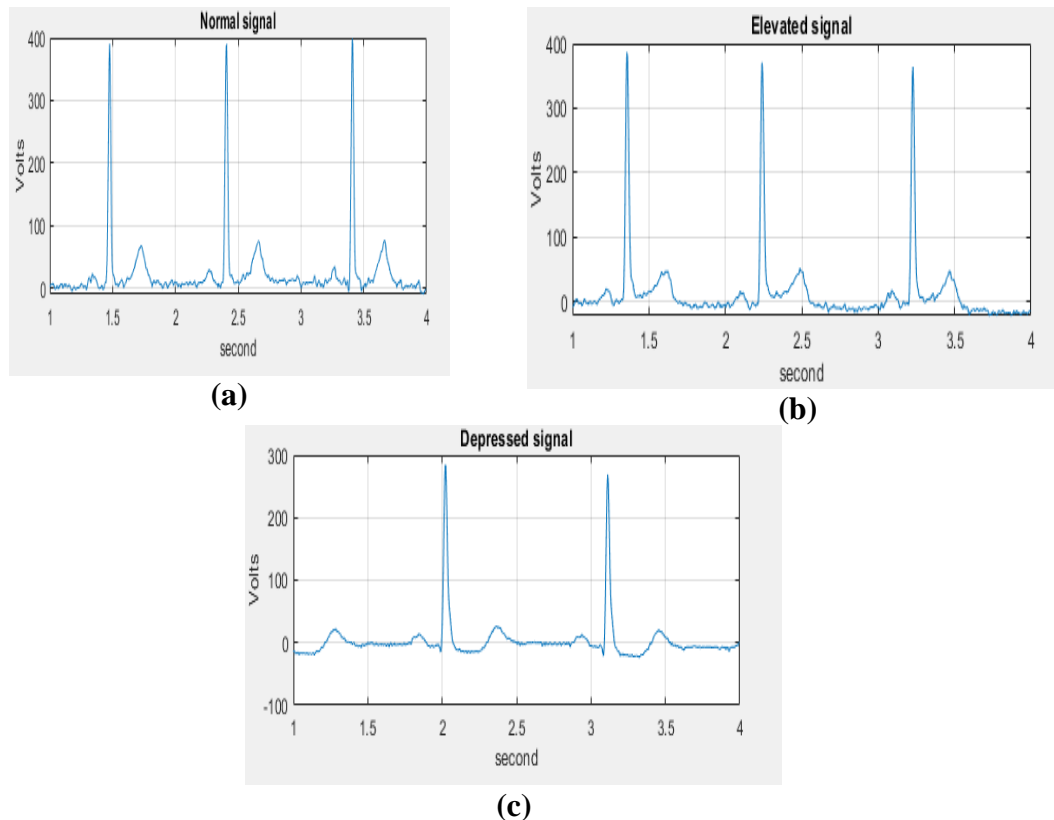 Normal signal
400
300
200
100
0
Volts
1 1.5 2 2.5 3 3.5 4
second
(a)
Elevated signal
400
300
200
100
0
Volts
1 1.5 2 2.5 3 3.5 4
second
(b)
Depressed signal
300
200
100
0
-100
Volts
1 1.5 2 2.5 3 3.5 4
second
(c)